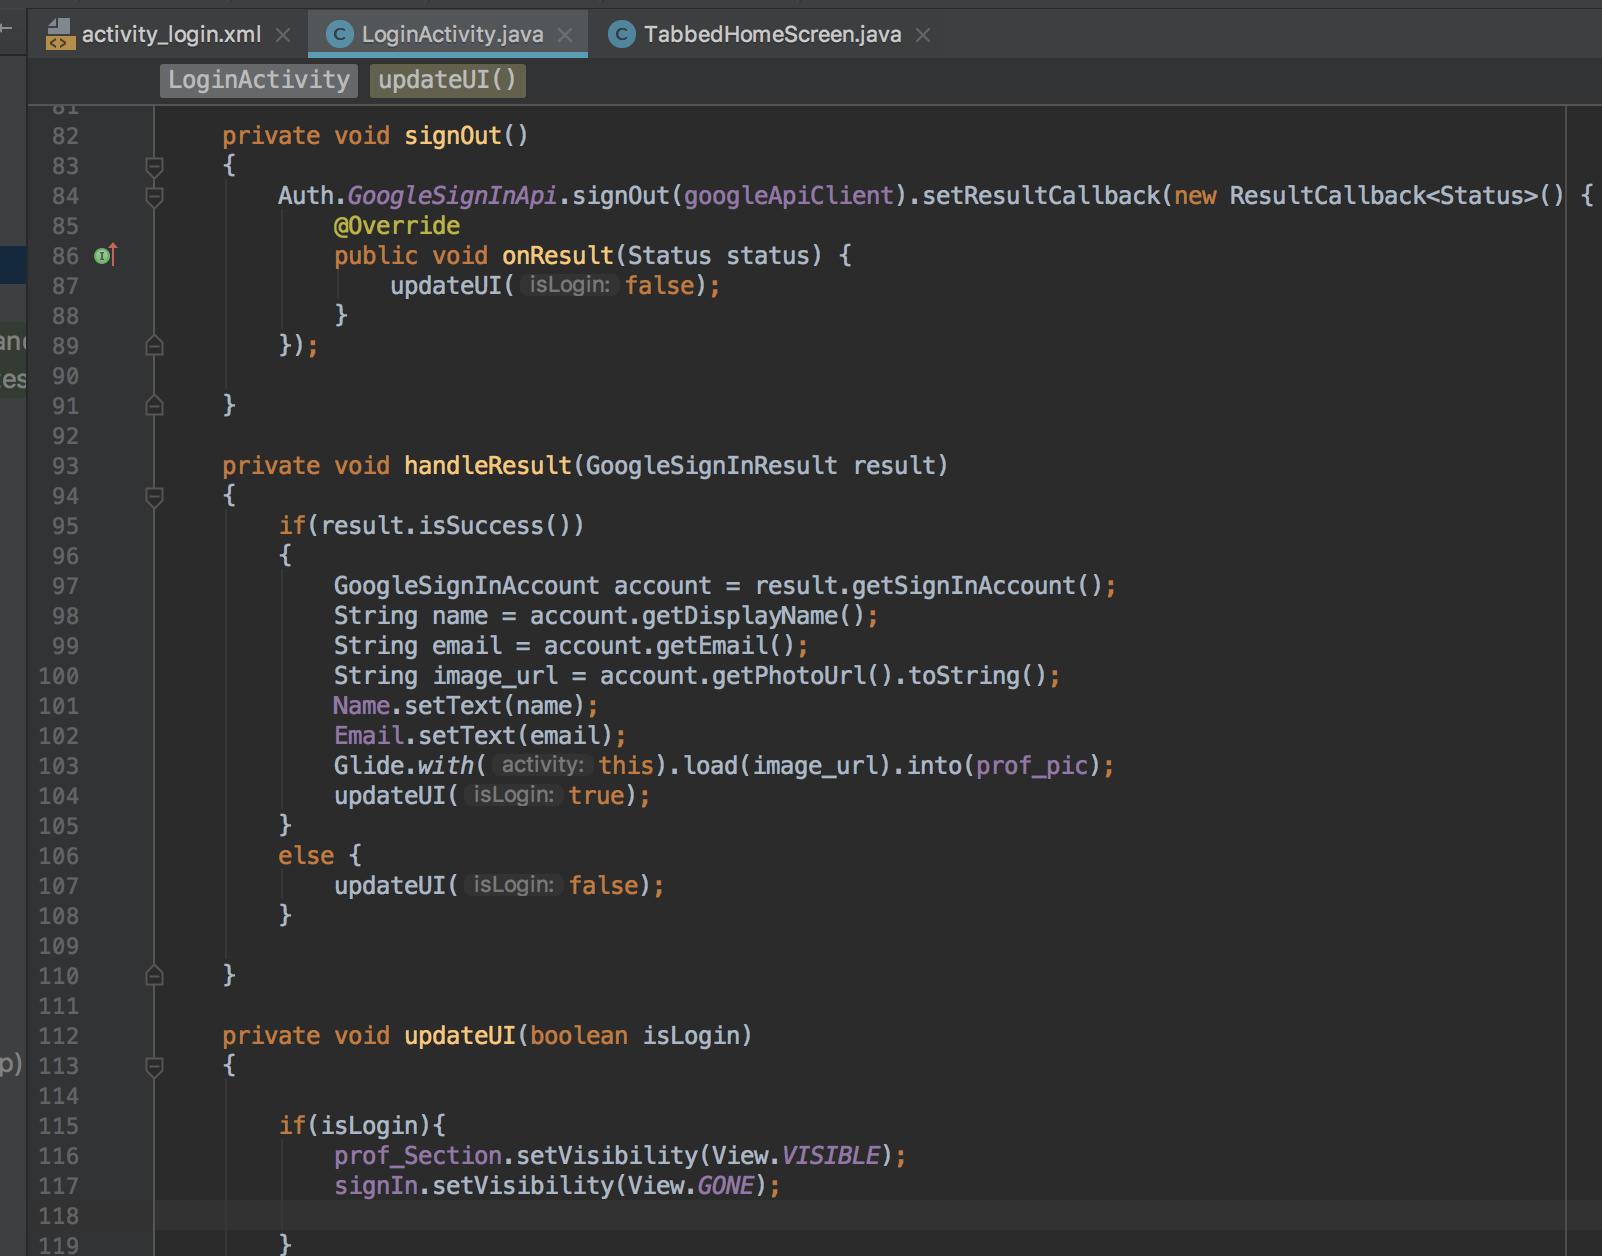 activity_login.xml LoginActivity.java TabbedHomeScreen.java
LoginActivity updateUI()
81
82 private void signOut()
83 {
84 Auth.GoogleSignInApi.signOut(googleApiClient).setResultCallback(new ResultCallback<Status>() {
85 @Override
86 public void onResult(Status status) {
87 updateUI( isLogin: false);
88 }
89 });
90
91 }
92
93 private void handleResult(GoogleSignInResult result)
94 {
95 if(result.isSuccess())
96 {
97 GoogleSignInAccount account = result.getSignInAccount();
98 String name = account.getDisplayName();
99 String email = account.getEmail();
100 String image_url = account.getPhotoUrl().toString();
101 Name.setText(name);
102 Email.setText(email);
103 Glide.with( activity: this).load(image_url).into(prof_pic);
104 updateUI( isLogin: true);
105 }
106 else {
107 updateUI( isLogin: false);
108 }
109
110 }
111
112 private void updateUI(boolean isLogin)
p) 113 {
114
115 if(isLogin){
116 prof_Section.setVisibility(View.VISIBLE);
117 signIn.setVisibility(View.GONE);
118
119 }